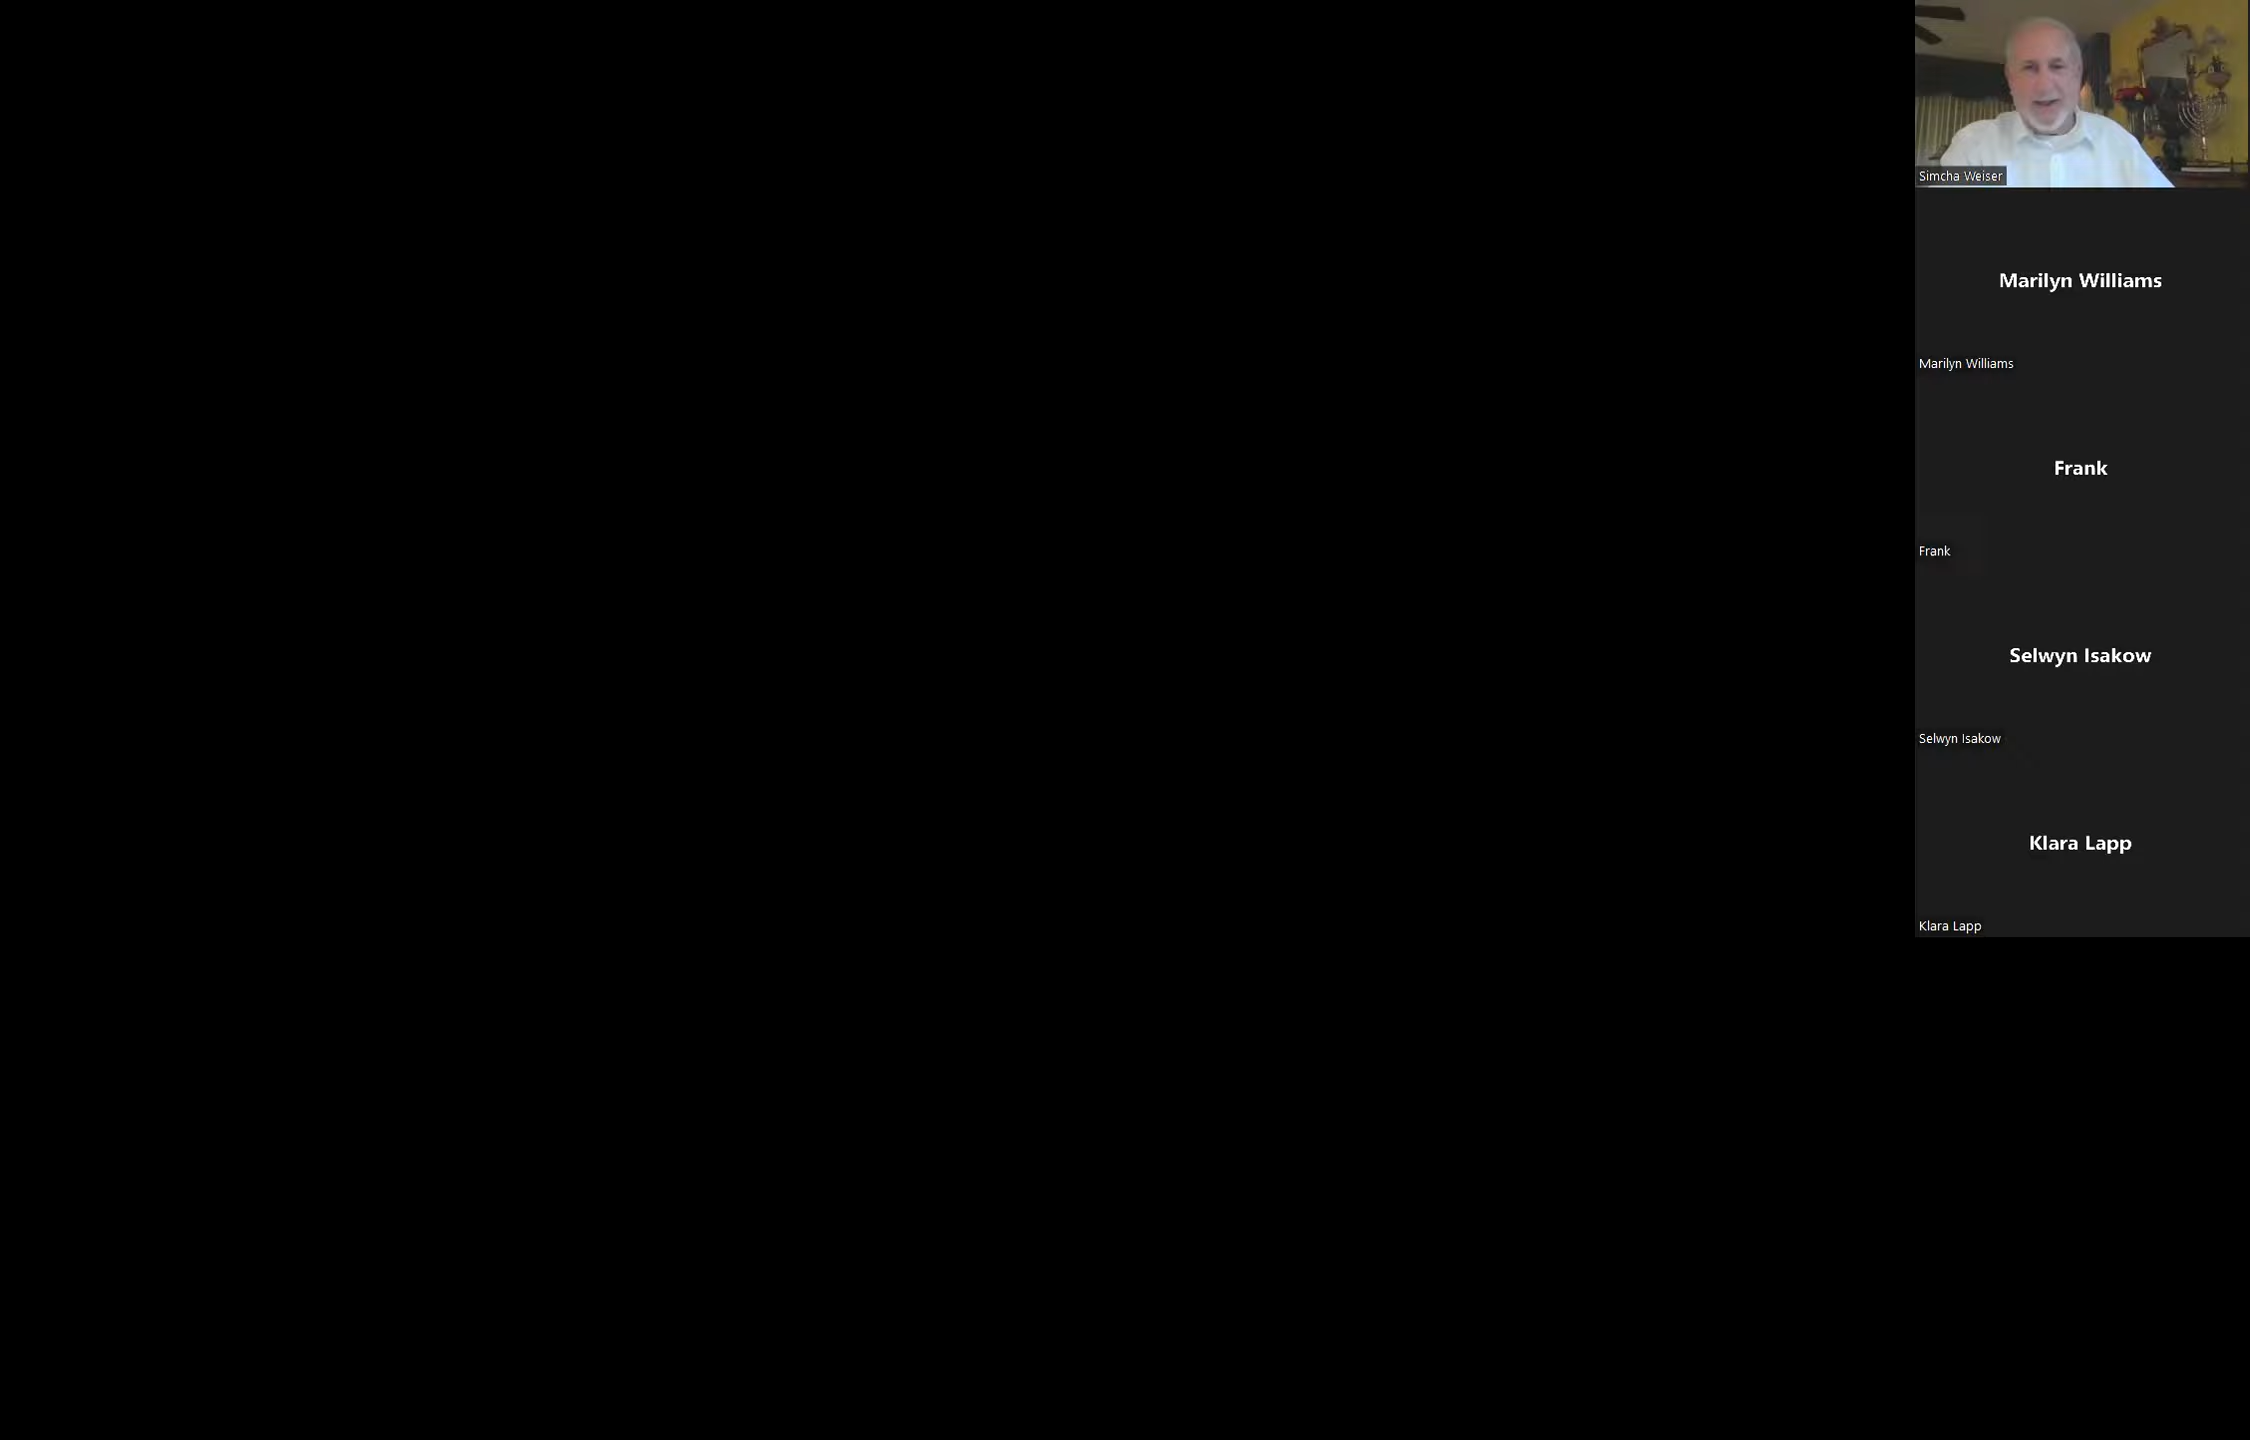 Simcha Weiser
Marilyn Williams
Marilyn Williams
Frank
Frank
Selwyn Isakow
Selwyn Isakow
Klara Lapp
Klara Lapp